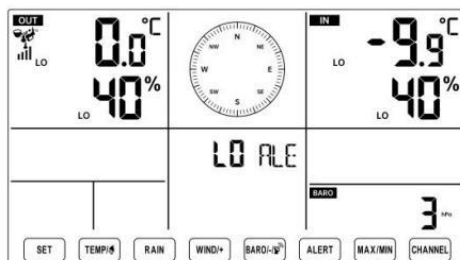 OUT
0.0 °C
LO
40%
LO
N
NW NE
W E
SW SE
S
IN
-9.9 °C
LO
40%
LO
LO ALE
BARO
3 hPa
SET TEMP/ RAIN WIND/+ BARO/-/ ALERT MAX/MIN CHANNEL